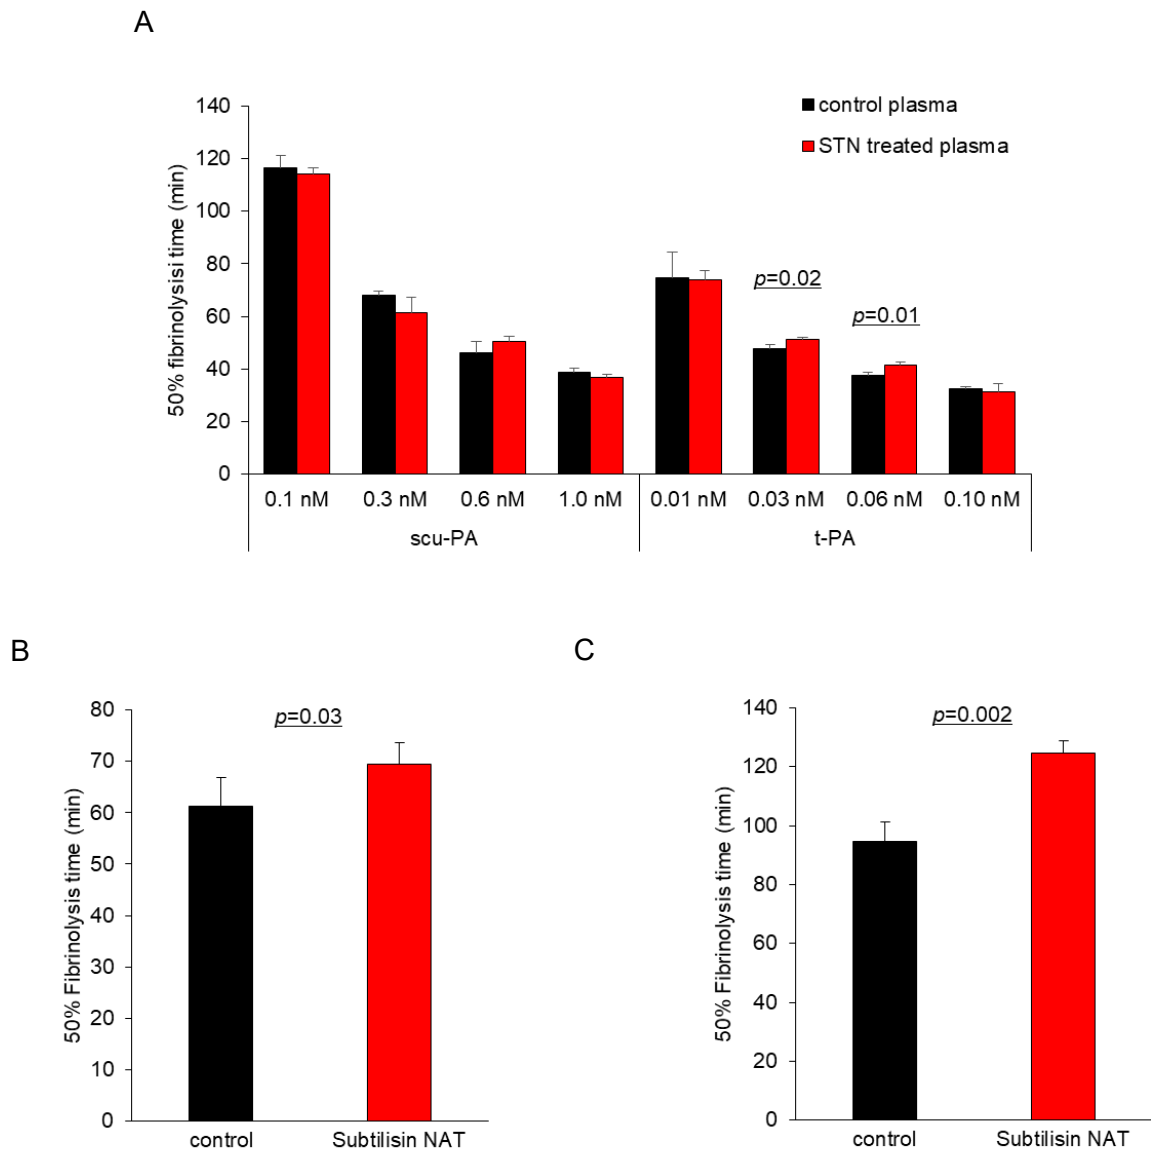 A
140
120
100
80
60
40
20
0
50% fibrinolysisi time (min)
control plasma
STN treated plasma
p=0.02
p=0.01
0.1 nM 0.3 nM 0.6 nM 1.0 nM 0.01 nM 0.03 nM 0.06 nM 0.10 nM
scu-PA t-PA
B
80
70
60
50
40
30
20
10
0
50% Fibrinolysis time (min)
p=0.03
control Subtilisin NAT
C
140
120
100
80
60
40
20
0
50% Fibrinolysis time (min)
p=0.002
control Subtilisin NAT